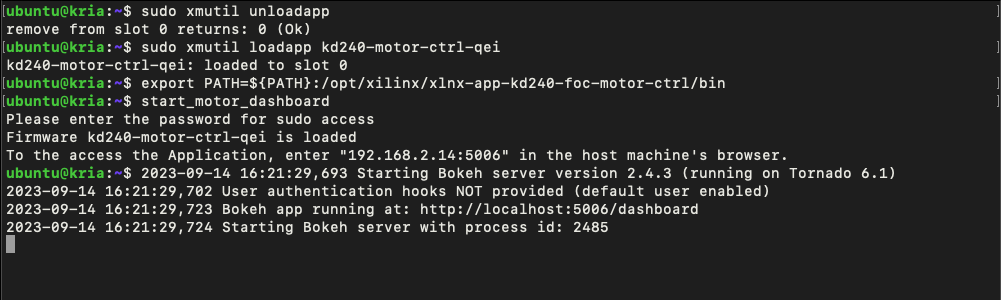 [ubuntu@kria:~$ sudo xmutil unloadapp ]
remove from slot 0 returns: 0 (Ok)
[ubuntu@kria:~$ sudo xmutil loadapp kd240-motor-ctrl-qei ]
kd240-motor-ctrl-qei: loaded to slot 0
[ubuntu@kria:~$ export PATH=${PATH}:/opt/xilinx/xlnx-app-kd240-foc-motor-ctrl/bin ]
[ubuntu@kria:~$ start_motor_dashboard ]
Please enter the password for sudo access
Firmware kd240-motor-ctrl-qei is loaded
To the access the Application, enter "192.168.2.14:5006" in the host machine's browser.
ubuntu@kria:~$ 2023-09-14 16:21:29,693 Starting Bokeh server version 2.4.3 (running on Tornado 6.1)
2023-09-14 16:21:29,702 User authentication hooks NOT provided (default user enabled)
2023-09-14 16:21:29,723 Bokeh app running at: http://localhost:5006/dashboard
2023-09-14 16:21:29,724 Starting Bokeh server with process id: 2485